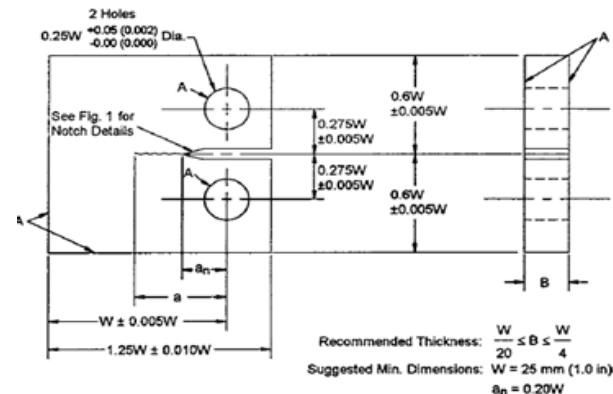 2 Holes
0.25W +0.05 (0.002) Dia.
-0.00 (0.000)
A
A
See Fig. 1 for
Notch Details
0.6W
±0.005W
0.275W
±0.005W
0.275W
±0.005W
A
0.6W
±0.005W
A
an
a
B
W ± 0.005W
1.25W ± 0.010W
Recommended Thickness: W/20 ≤ B ≤ W/4
Suggested Min. Dimensions: W = 25 mm (1.0 in)
an = 0.20W